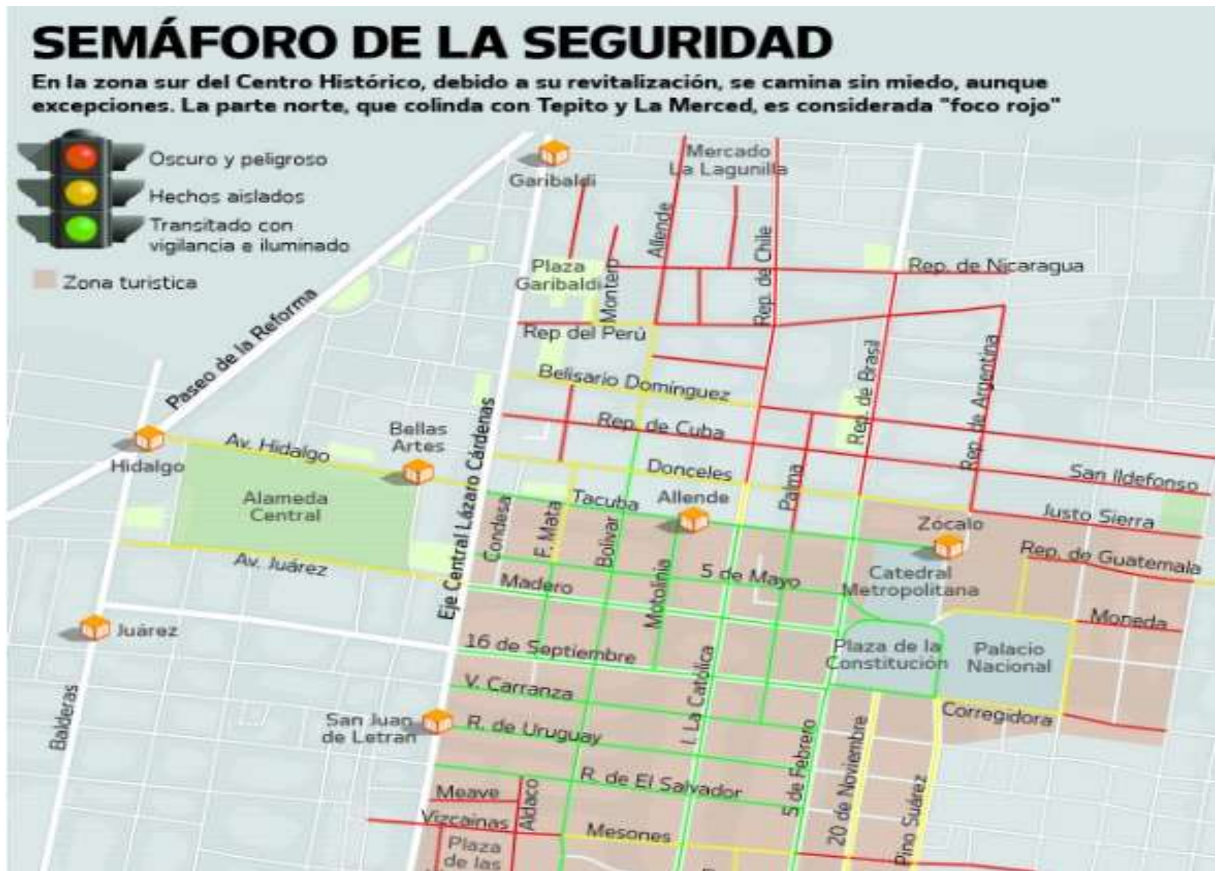 SEMÁFORO DE LA SEGURIDAD
En la zona sur del Centro Histórico, debido a su revitalización, se camina sin miedo, aunque
excepciones. La parte norte, que colinda con Tepito y La Merced, es considerada "foco rojo"
Oscuro y peligroso
Hechos aislados
Transitado con
vigilancia e iluminado
Zona turistica
Garibaldi
Mercado
La Lagunilla
Allende
Rep. de Chile
Plaza
Garibaldi
Montero
Rep. de Nicaragua
Paseo de la Reforma
Rep del Perú
Rep. de Brasil
Rep. de Argentina
Belisario Domínguez
Eje Central Lázaro Cárdenas
Rep. de Cuba
Bellas
Artes
Hidalgo
Av. Hidalgo
Donceles
Palma
San Ildefonso
Alameda
Central
Condesa
F. Mata
Tacuba
Bolívar
Allende
Zócalo
Justo Sierra
Av. Juárez
Madero
Motolinía
5 de Mayo
Catedral
Metropolitana
Rep. de Guatemala
Moneda
Juárez
16 de Septiembre
Plaza de la
Constitución
Palacio
Nacional
Balderas
V. Carranza
I. La Católica
San Juan
de Letran
R. de Uruguay
5 de Febrero
20 de Noviembre
Corregidora
Pino Suárez
R. de El Salvador
Meave
Aldaco
Vizcainas
Mesones
Plaza
de las